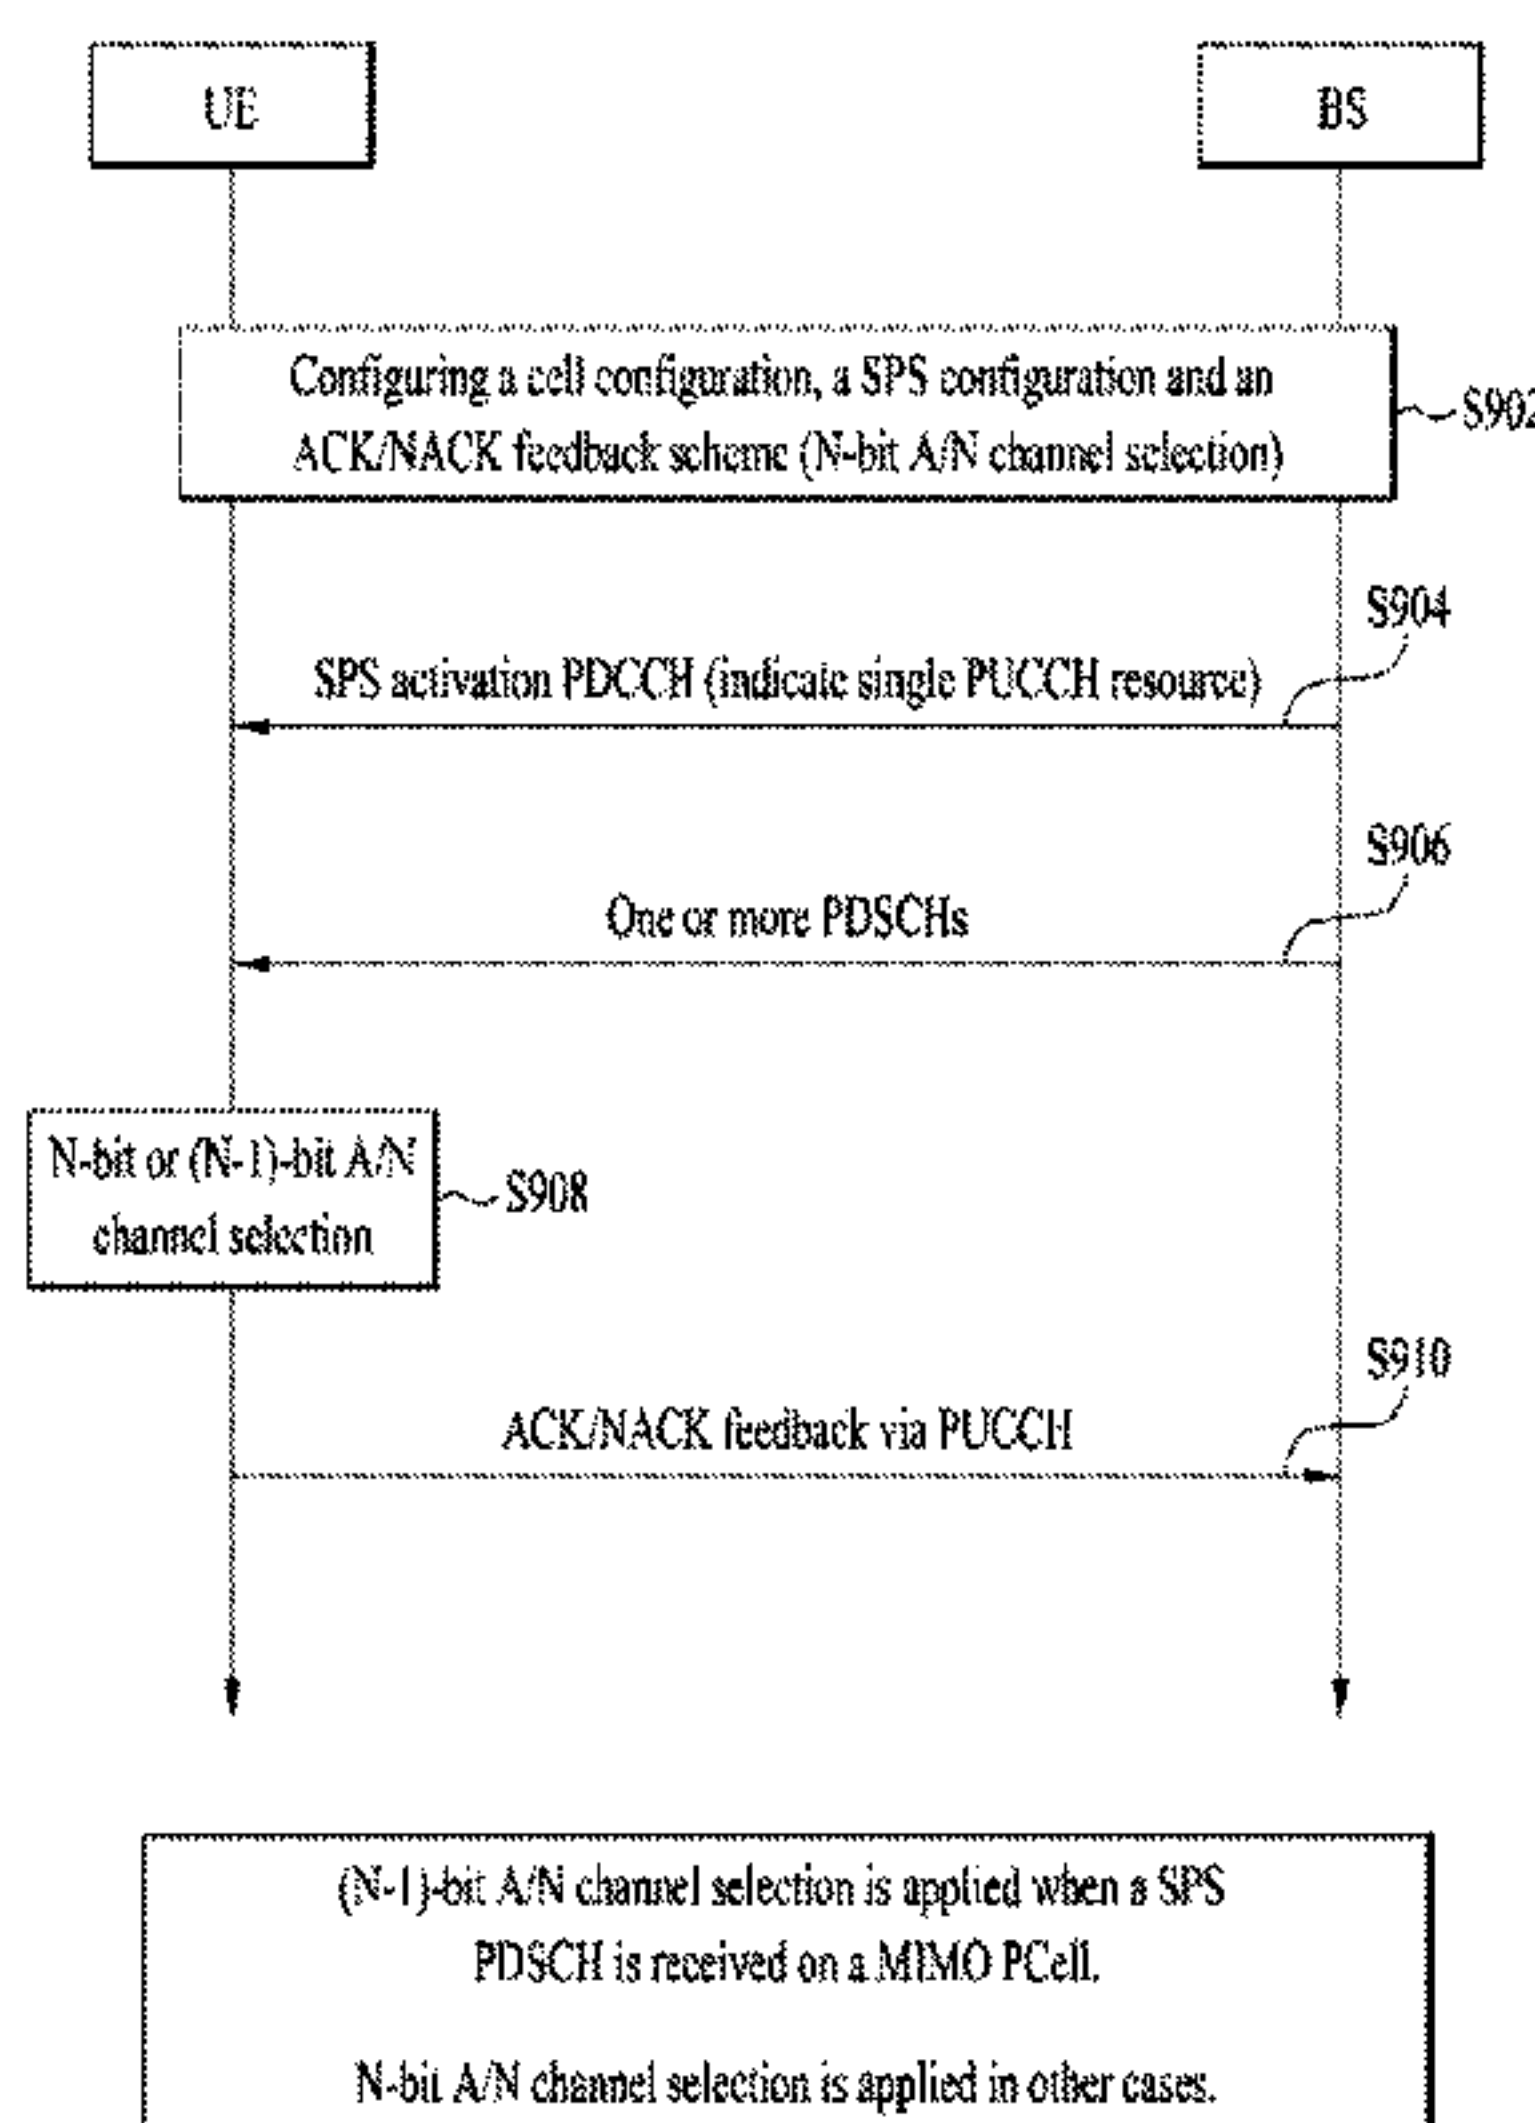 UE
BS
Configuring a cell configuration, a SPS configuration and an
ACK/NACK feedback scheme (N-bit A/N channel selection)
S902
S904
SPS activation PDCCH (indicate single PUCCH resource)
S906
One or more PDSCHs
N-bit or (N-1)-bit A/N
channel selection
S908
S910
ACK/NACK feedback via PUCCH
(N-1)-bit A/N channel selection is applied when a SPS
PDSCH is received on a MIMO PCell.
N-bit A/N channel selection is applied in other cases.